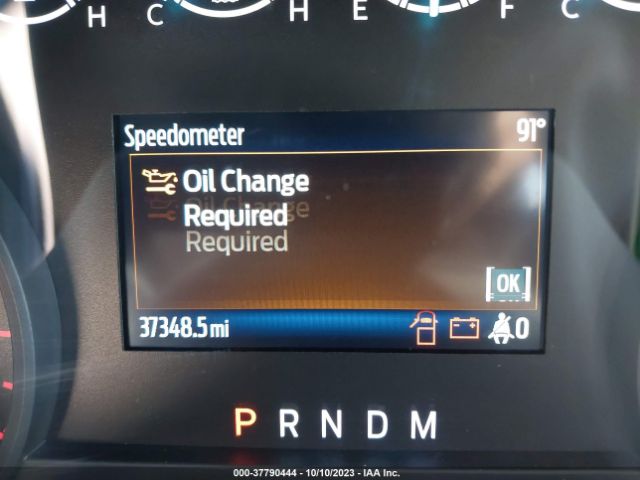 H C H E F C
Speedometer 91°
Oil Change
Required
Oil Change
Required
OK
37348.5 mi 0
P R N D M
000-37790444 - 10/10/2023 - IAA Inc.